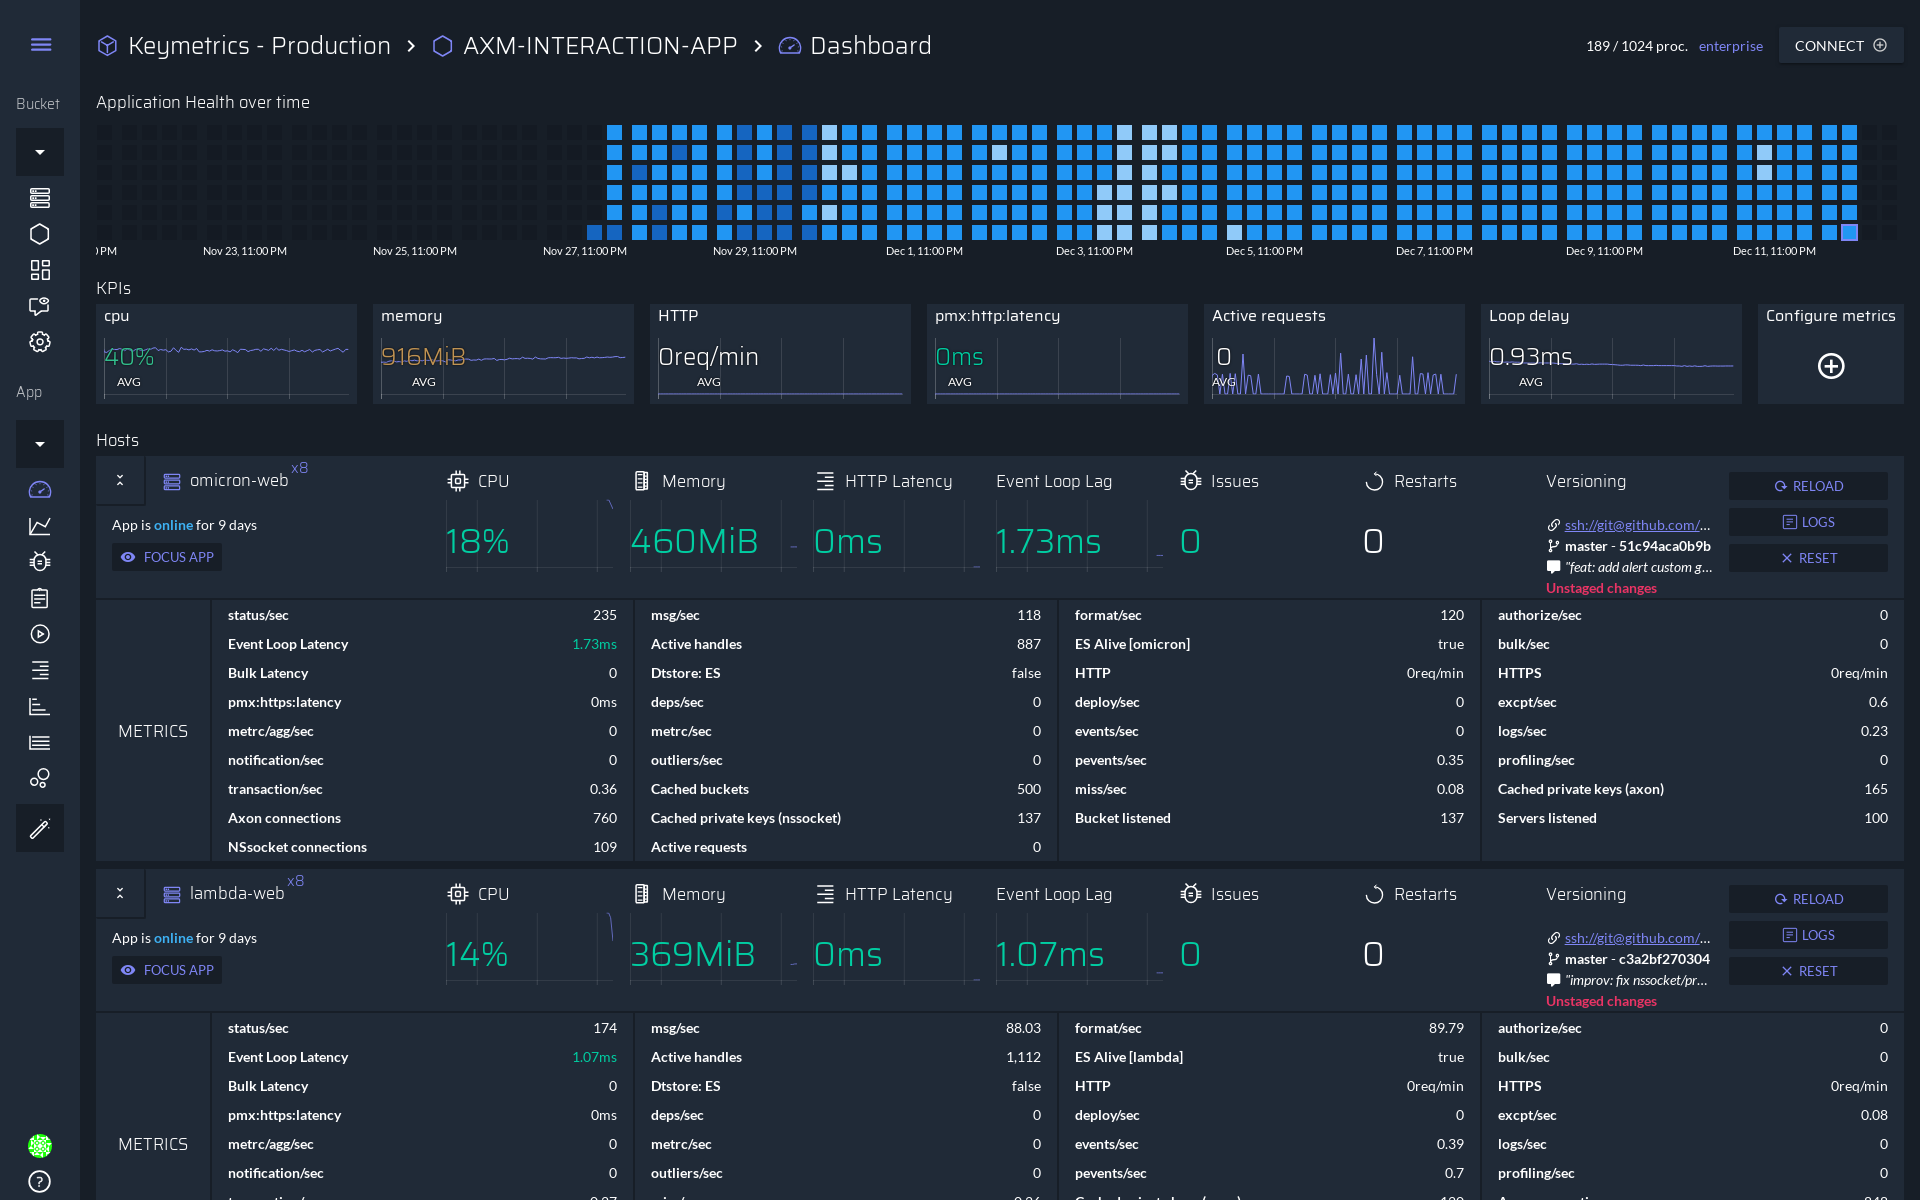 Keymetrics - Production > AXM-INTERACTION-APP > Dashboard
189 / 1024 proc. enterprise CONNECT
Bucket
Application Health over time
PM Nov 23, 11:00 PM Nov 25, 11:00 PM Nov 27, 11:00 PM Nov 29, 11:00 PM Dec 1, 11:00 PM Dec 3, 11:00 PM Dec 5, 11:00 PM Dec 7, 11:00 PM Dec 9, 11:00 PM Dec 11, 11:00 PM
KPIs
cpu memory HTTP pmx:http:latency Active requests Loop delay Configure metrics
40% 916MiB 0req/min 0ms 0 0.93ms
AVG AVG AVG AVG AVG AVG
App
Hosts
omicron-web x8 CPU Memory HTTP Latency Event Loop Lag Issues Restarts Versioning RELOAD
App is online for 9 days
18% 460MiB 0ms 1.73ms 0 0
ssh://git@github.com/... LOGS
master - 51c94aca0b9b
FOCUS APP
"feat: add alert custom g... RESET
Unstaged changes
METRICS
status/sec 235 msg/sec 118 format/sec 120 authorize/sec 0
Event Loop Latency 1.73ms Active handles 887 ES Alive [omicron] true bulk/sec 0
Bulk Latency 0 Dtstore: ES false HTTP 0req/min HTTPS 0req/min
pmx:https:latency 0ms deps/sec 0 deploy/sec 0 excpt/sec 0.6
metrc/agg/sec 0 metrc/sec 0 events/sec 0 logs/sec 0.23
notification/sec 0 outliers/sec 0 pevents/sec 0.35 profiling/sec 0
transaction/sec 0.36 Cached buckets 500 miss/sec 0.08 Cached private keys (axon) 165
Axon connections 760 Cached private keys (nssocket) 137 Bucket listened 137 Servers listened 100
NSsocket connections 109 Active requests 0
lambda-web x8 CPU Memory HTTP Latency Event Loop Lag Issues Restarts Versioning RELOAD
App is online for 9 days
14% 369MiB 0ms 1.07ms 0 0
ssh://git@github.com/... LOGS
master - c3a2bf270304
FOCUS APP
"improv: fix nssocket/pr... RESET
Unstaged changes
METRICS
status/sec 174 msg/sec 88.03 format/sec 89.79 authorize/sec 0
Event Loop Latency 1.07ms Active handles 1,112 ES Alive [lambda] true bulk/sec 0
Bulk Latency 0 Dtstore: ES false HTTP 0req/min HTTPS 0req/min
pmx:https:latency 0ms deps/sec 0 deploy/sec 0 excpt/sec 0.08
metrc/agg/sec 0 metrc/sec 0 events/sec 0.39 logs/sec 0
notification/sec 0 outliers/sec 0 pevents/sec 0.7 profiling/sec 0